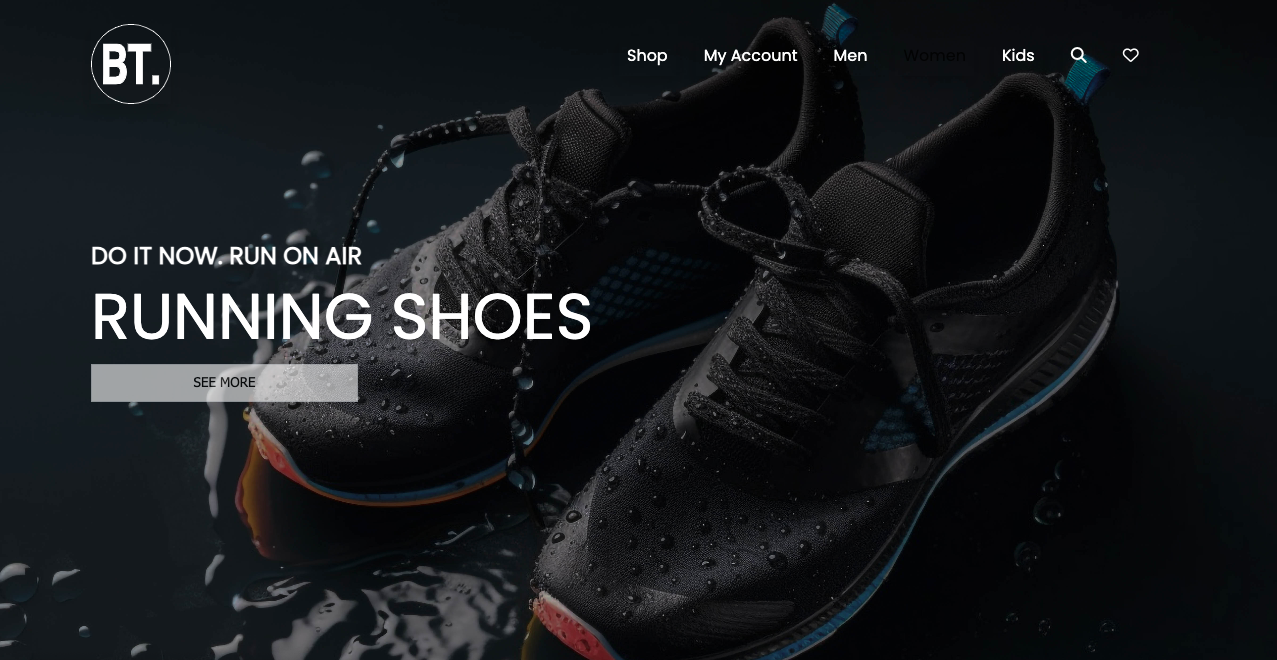 BT.
Shop My Account Men Women Kids
DO IT NOW. RUN ON AIR
RUNNING SHOES
SEE MORE